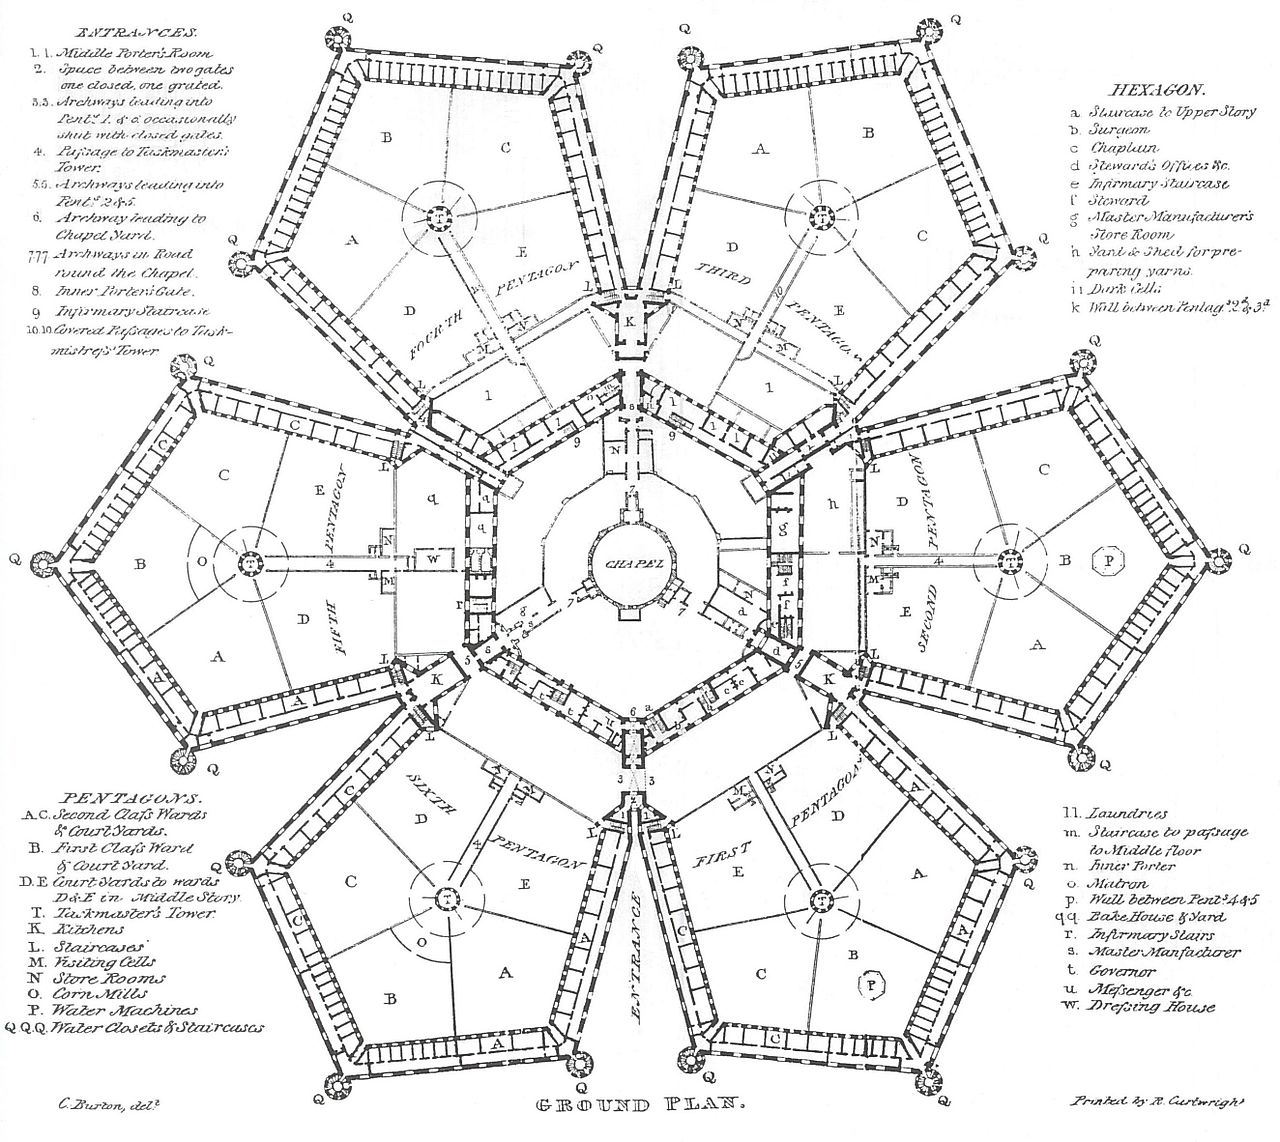 ENTRANCES.
1. 1. Middle Porter's Room
2. Space between two gates
one closed, one grated.
3.3. Archways leading into
Pent.s 1. & 6 occasionally
shut with closed gates.
4. Passage to Taskmaster's
Tower.
5.5. Archways leading into
Pent.s 2 & 5.
6. Archway leading to
Chapel Yard.
777 Archways in Road
round the Chapel.
8. Inner Porter's Gate.
9 Infirmary Staircase
10.10. Covered Passages to Task-
mistress' Tower
HEXAGON.
a Staircase to Upper Story
b. Surgeon
c Chaplain
d Steward's Offices &c.
e Infirmary Staircase
f Steward
g Master Manufacturer's
Store Room
h Yard & Shed for pre-
paring yarns.
ii Dark Cells
k Wall between Pentag.s 2.d & 3.d
FOURTH PENTAGON
THIRD PENTAGON
FIFTH PENTAGON
SECOND PENTAGON
CHAPEL
SIXTH PENTAGON
FIRST PENTAGON
ENTRANCE
PENTAGONS.
A.C. Second Claſs Wards
& Court Yards.
B. First Claſs Ward
& Court Yard.
D.E Court Yards to wards
D & E in Middle Story.
T. Taskmaster's Tower
K Kitchens
L. Staircases
M. Visiting Cells
N Store Rooms
O. Corn Mills
P. Water Machines
Q Q.Q. Water Closets & Staircases
ll. Laundries
m. Staircase to paſsage
to Middle floor
n. Inner Porter
o Matron
p. Wall between Pent.s 4 & 5
qq Bake House & Yard
r. Infirmary Stairs
s. Master Manufacturer
t Governor
u Meſsenger &c
w. Dreſsing House
C. Burton, del.t
GROUND PLAN.
Printed by R. Cartwright